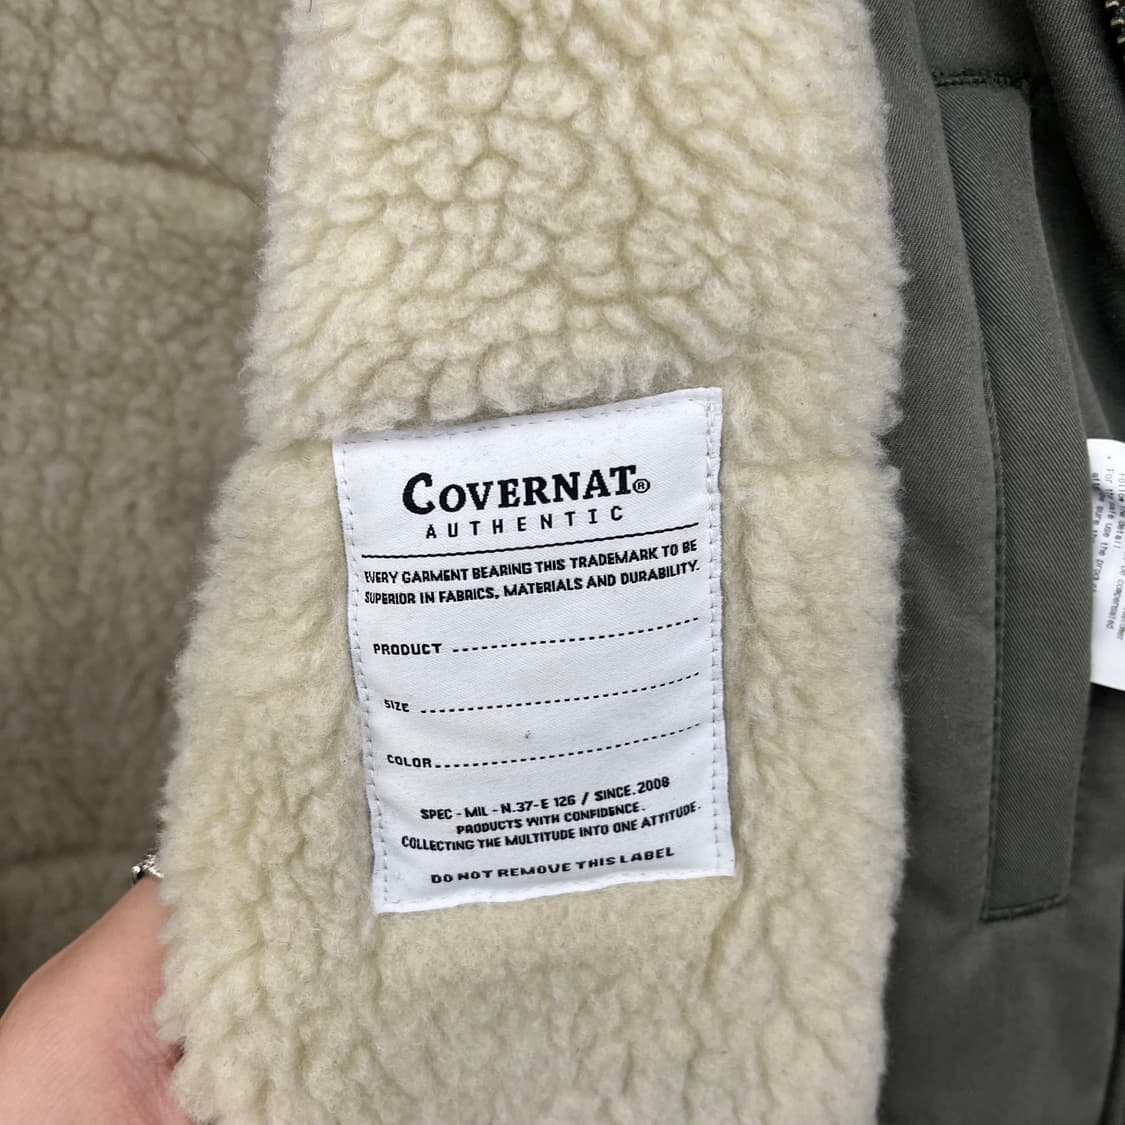 COVERNAT®
AUTHENTIC
EVERY GARMENT BEARING THIS TRADEMARK TO BE
SUPERIOR IN FABRICS, MATERIALS AND DURABILITY.
PRODUCT
SIZE
COLOR
SPEC - MIL - N.37-E 126 / SINCE.2008
PRODUCTS WITH CONFIDENCE.
COLLECTING THE MULTITUDE INTO ONE ATTITUDE.
DO NOT REMOVE THIS LABEL